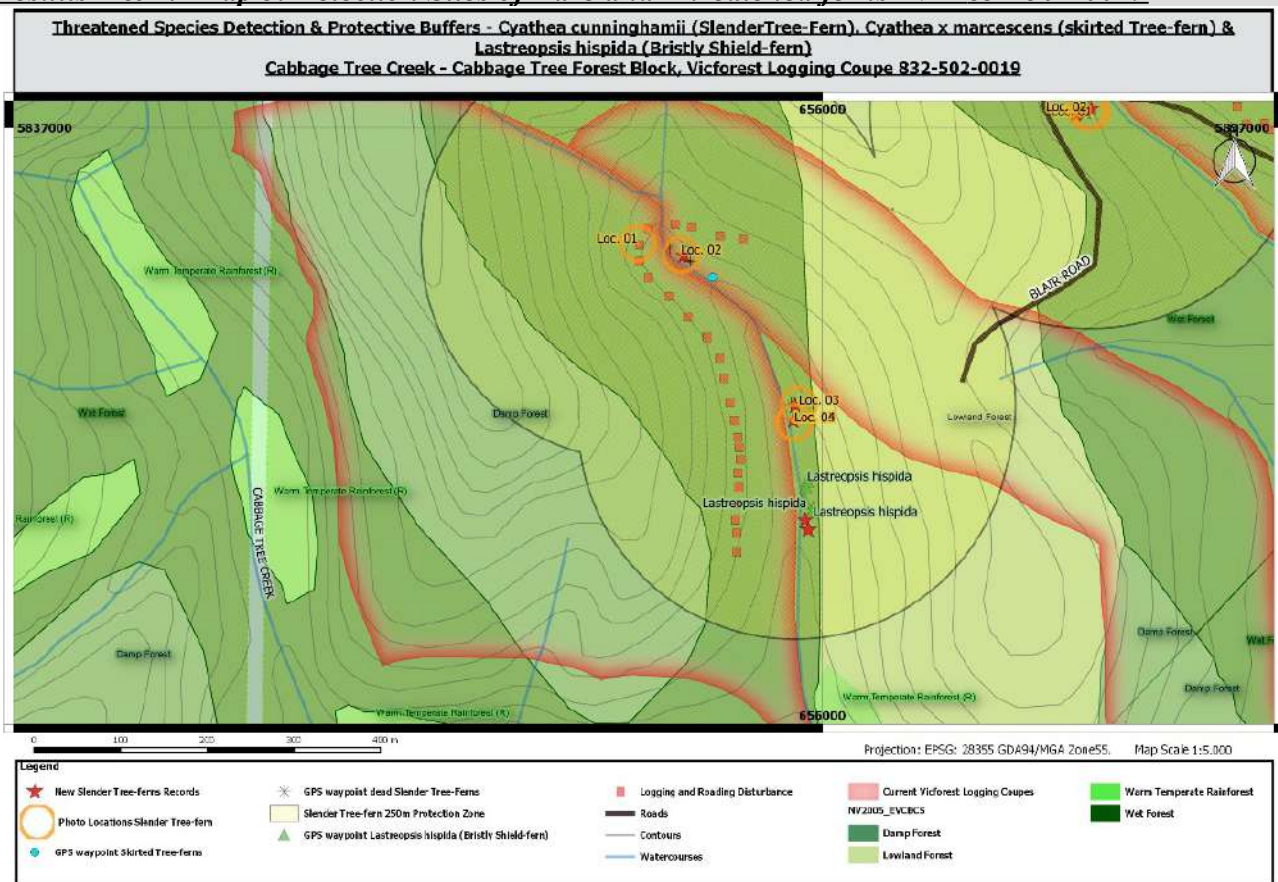 Threatened Species Detection & Protective Buffers - Cyathea cunninghamii (SlenderTree-Fern). Cyathea x marcescens (skirted Tree-fern) &
Lastreopsis hispida (Bristly Shield-fern)
Cabbage Tree Creek - Cabbage Tree Forest Block, Vicforest Logging Coupe 832-502-0019
656000
Loc. 02
5837000
5837000
Loc. 01
Loc. 02
Warm Temperate Rainforest (R)
BLAIR ROAD
Wet Forest
Loc. 03
Wet Forest
Damp Forest
Loc. 04
Lowland Forest
Lastreopsis hispida
Warm Temperate Rainforest (R)
Lastreopsis hispida
Rainforest (R)
CABBAGE TREE CREEK
Lastreopsis hispida
Damp Forest
Damp Forest
Wet F
Damp Forest
Warm Temperate Rainforest (R)
Warm Temperate Rainforest (R)
656000
0 100 200 300 400 m
Projection: EPSG: 28355 GDA94/MGA Zone55. Map Scale 1:5.000
Legend
New Slender Tree-ferns Records
GPS waypoint dead Slender Tree-Ferns
Logging and Roading Disturbance
Current Vicforest Logging Coupes
Warm Temperate Rainforest
Photo Locations Slender Tree-fern
Slender Tree-fern 250m Protection Zone
Roads
NV2005_EVCBCS
Wet Forest
GPS waypoint Lastreopsis hispida (Bristly Shield-fern)
Contours
Damp Forest
GPS waypoint Skirted Tree-ferns
Watercourses
Lowland Forest